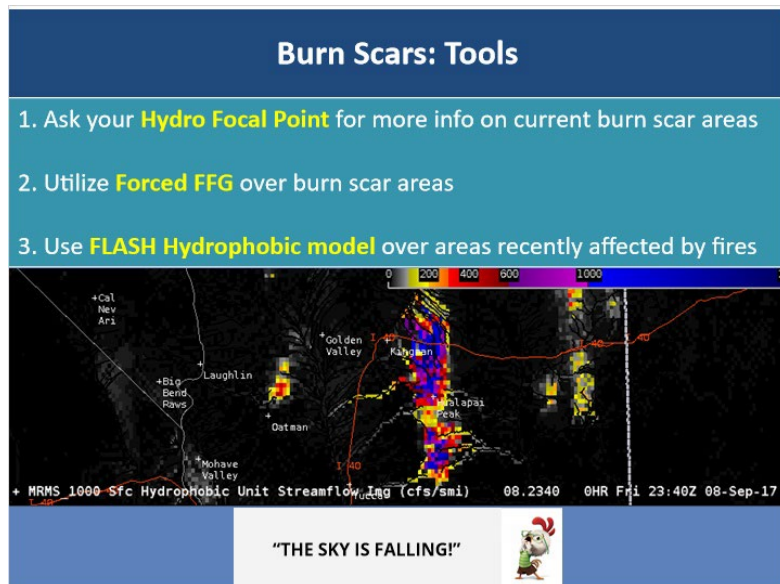 Burn Scars: Tools
1. Ask your Hydro Focal Point for more info on current burn scar areas
2. Utilize Forced FFG over burn scar areas
3. Use FLASH Hydrophobic model over areas recently affected by fires
0 200 400 600 1000
+Cal
Nev
Ari
+Golden
Valley
I 40
I 40
+Kingman
+Laughlin
+Big
Bend
Raws
+Hualapai
Peak
+Oatman
+Mohave
Valley
I 40
+Yucca
+ MRMS_1000 Sfc Hydrophobic Unit Streamflow Img (cfs/smi) 08.2340 0HR Fri 23:40Z 08-Sep-17
I 40
“THE SKY IS FALLING!”